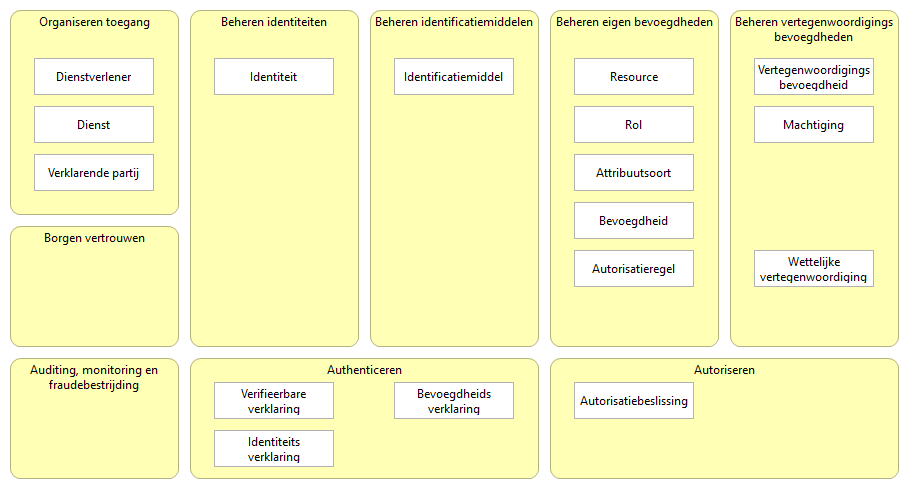 Organiseren toegang
Dienstverlener
Dienst
Verklarende partij
Beheren identiteiten
Identiteit
Beheren identificatiemiddelen
Identificatiemiddel
Beheren eigen bevoegdheden
Resource
Rol
Attribuutsoort
Bevoegdheid
Autorisatieregel
Beheren vertegenwoordigings
bevoegdheden
Vertegenwoordigings
bevoegdheid
Machtiging
Wettelijke
vertegenwoordiging
Borgen vertrouwen
Auditing, monitoring en
fraudebestrijding
Authenticeren
Verifieerbare
verklaring
Identiteits
verklaring
Bevoegdheids
verklaring
Autoriseren
Autorisatiebeslissing